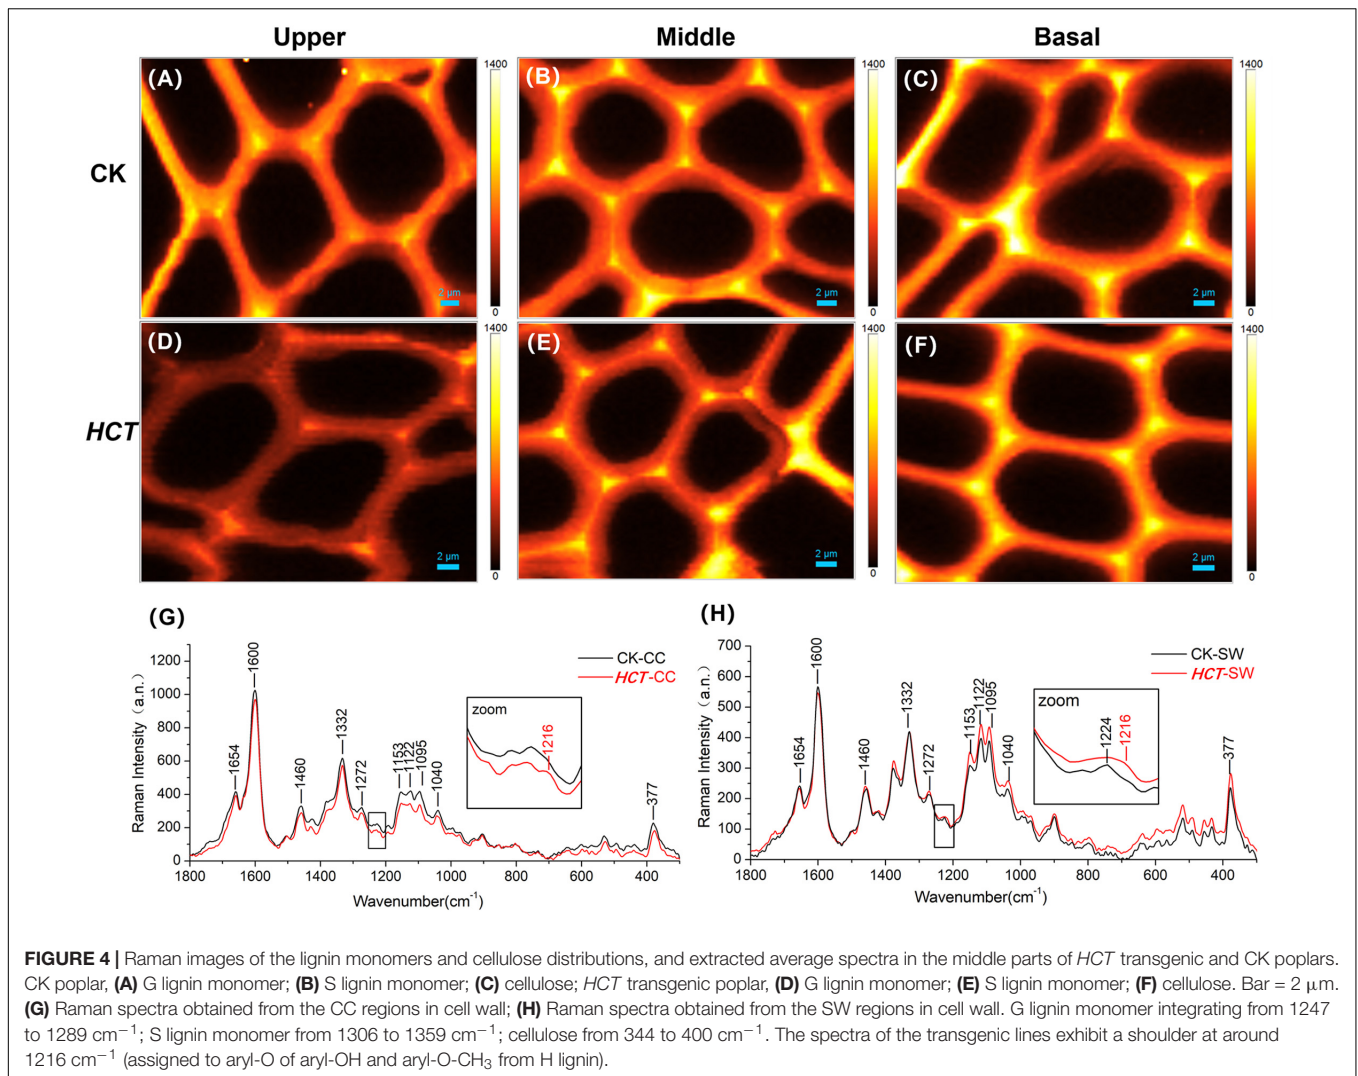 Upper Middle Basal
(A) 1400 (B) 1400 (C) 1400
CK
2 µm 0 2 µm 0 2 µm 0
(D) 1400 (E) 1400 (F) 1400
HCT
2 µm 0 2 µm 0 2 µm 0
(G)
1200
1000
800
600
400
200
0
Raman Intensity (a.n.)
1654
1600
1460
1332
1272
1153
1122
1095
1040
377
CK-CC
HCT-CC
zoom
1216
1800 1600 1400 1200 1000 800 600 400
Wavenumber(cm⁻¹)
(H)
700
600
500
400
300
200
100
0
Raman Intensity (a.n.)
1654
1600
1460
1332
1272
1153
1122
1095
1040
377
CK-SW
HCT-SW
zoom
1224
1216
1800 1600 1400 1200 1000 800 600 400
Wavenumber(cm⁻¹)
FIGURE 4 | Raman images of the lignin monomers and cellulose distributions, and extracted average spectra in the middle parts of HCT transgenic and CK poplars.
CK poplar, (A) G lignin monomer; (B) S lignin monomer; (C) cellulose; HCT transgenic poplar, (D) G lignin monomer; (E) S lignin monomer; (F) cellulose. Bar = 2 µm.
(G) Raman spectra obtained from the CC regions in cell wall; (H) Raman spectra obtained from the SW regions in cell wall. G lignin monomer integrating from 1247
to 1289 cm⁻¹; S lignin monomer from 1306 to 1359 cm⁻¹; cellulose from 344 to 400 cm⁻¹. The spectra of the transgenic lines exhibit a shoulder at around
1216 cm⁻¹ (assigned to aryl-O of aryl-OH and aryl-O-CH₃ from H lignin).